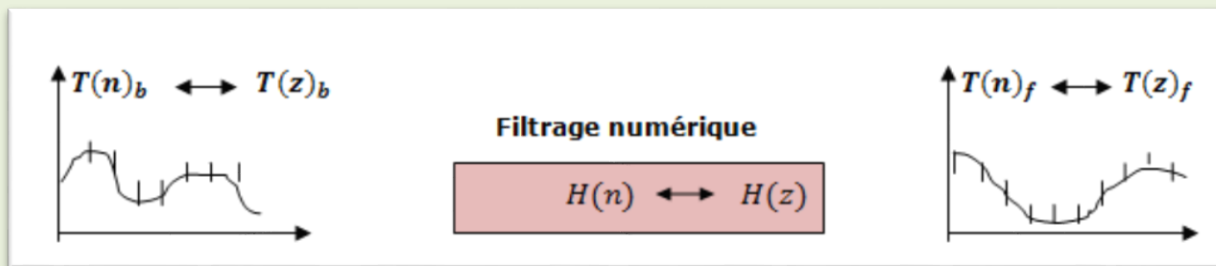 T(n)b ⟷ T(z)b
Filtrage numérique
H(n) ⟷ H(z)
T(n)f ⟷ T(z)f